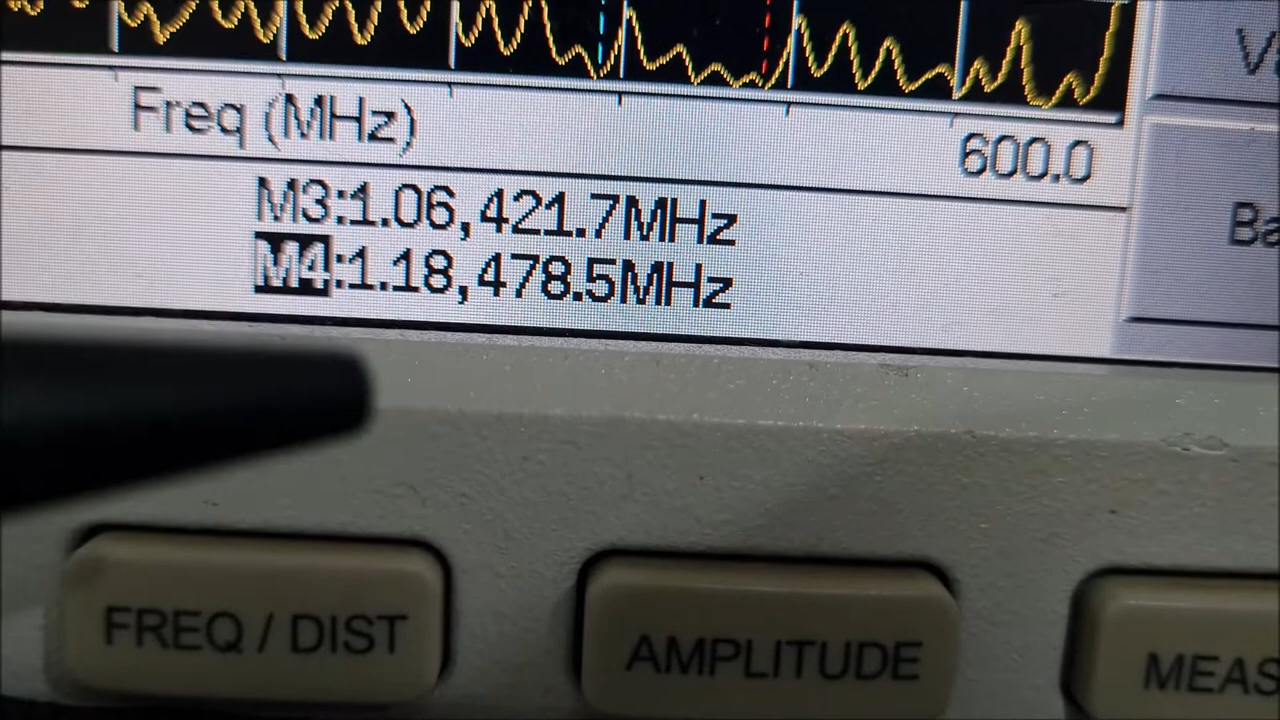 Freq (MHz)
600.0
M3:1.06, 421.7MHz
M4:1.18, 478.5MHz
FREQ / DIST
AMPLITUDE